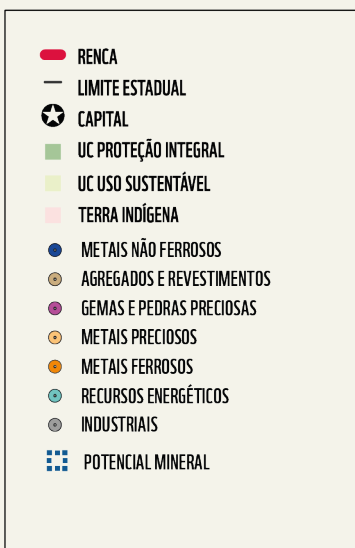 RENCA
LIMITE ESTADUAL
CAPITAL
UC PROTEÇÃO INTEGRAL
UC USO SUSTENTÁVEL
TERRA INDÍGENA
METAIS NÃO FERROSOS
AGREGADOS E REVESTIMENTOS
GEMAS E PEDRAS PRECIOSAS
METAIS PRECIOSOS
METAIS FERROSOS
RECURSOS ENERGÉTICOS
INDUSTRIAIS
POTENCIAL MINERAL